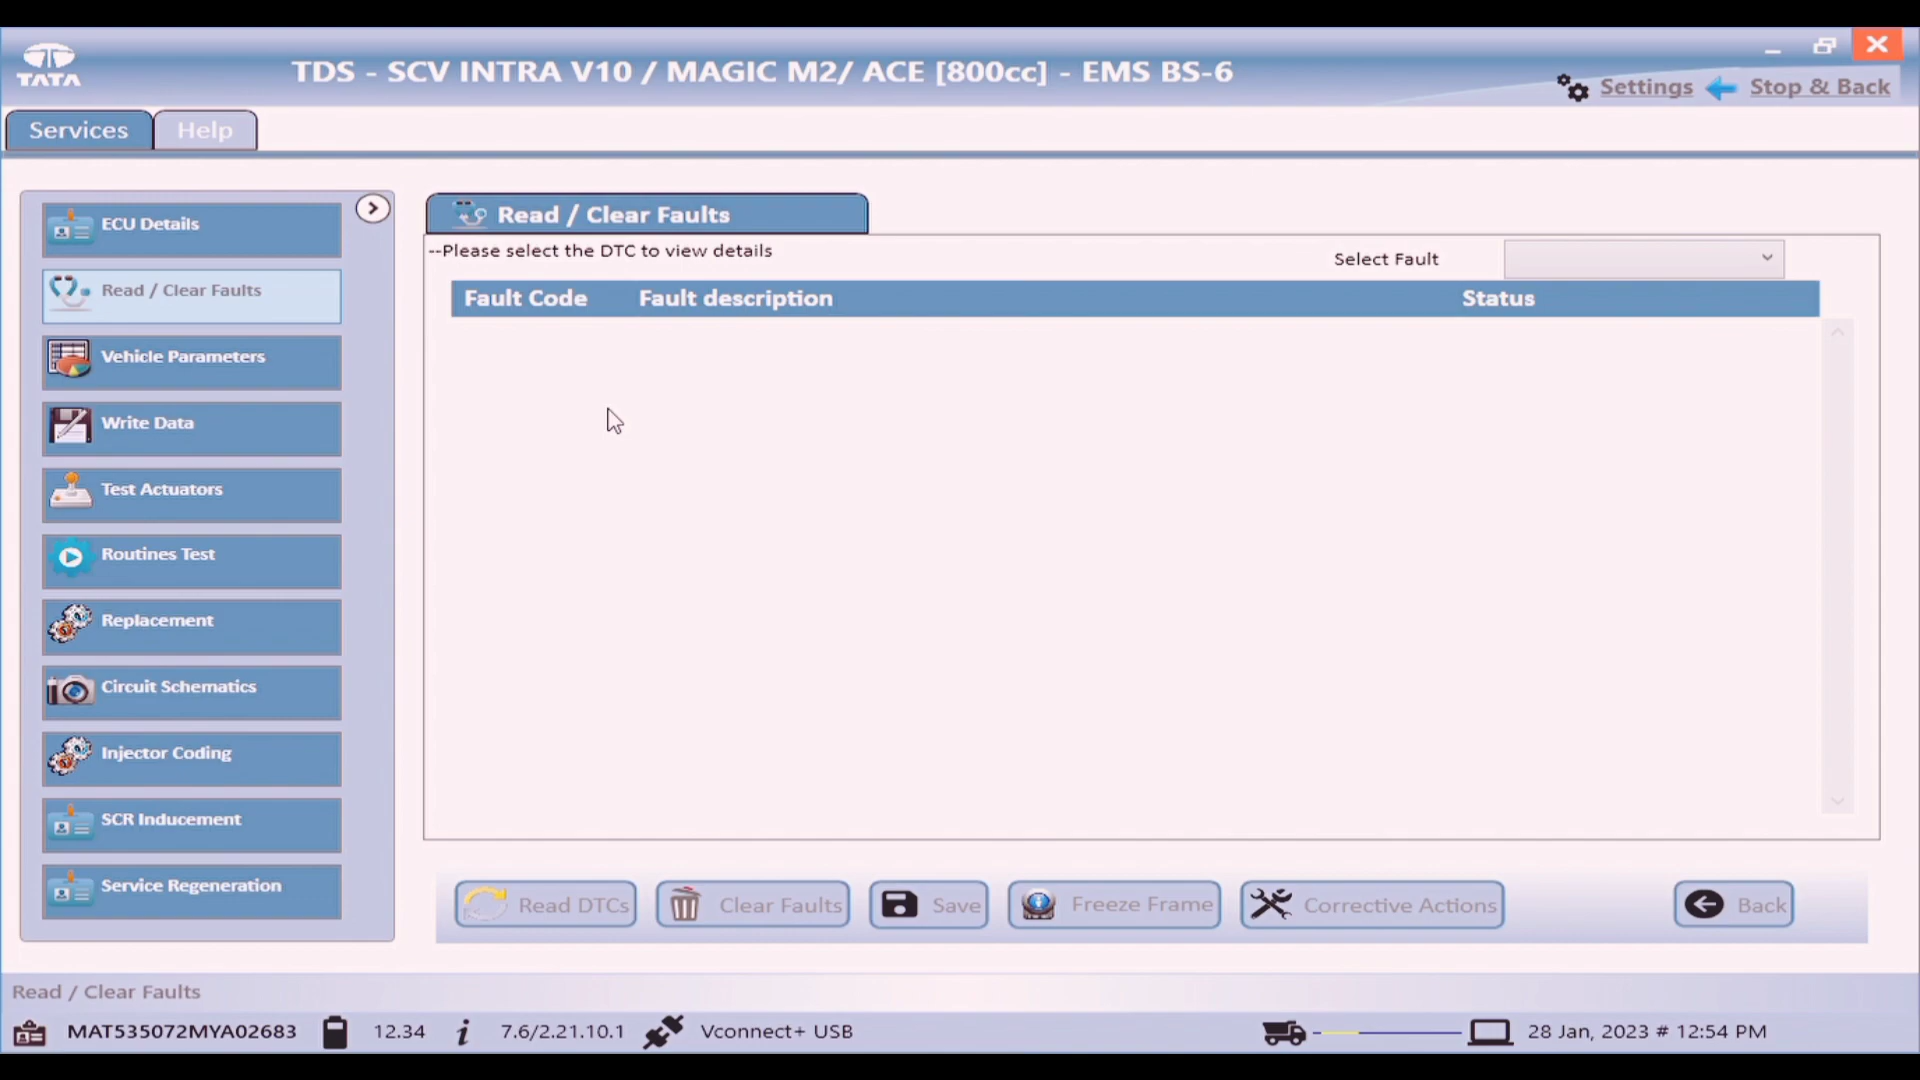 TATA
TDS - SCV INTRA V10 / MAGIC M2/ ACE [800cc] - EMS BS-6
Settings
Stop & Back
Services
Help
ECU Details
Read / Clear Faults
Vehicle Parameters
Write Data
Test Actuators
Routines Test
Replacement
Circuit Schematics
Injector Coding
SCR Inducement
Service Regeneration
Read / Clear Faults
--Please select the DTC to view details
Select Fault
Fault Code Fault description Status
Read DTCs
Clear Faults
Save
Freeze Frame
Corrective Actions
Back
Read / Clear Faults
MAT535072MYA02683 12.34 7.6/2.21.10.1 Vconnect+ USB 28 Jan, 2023 # 12:54 PM